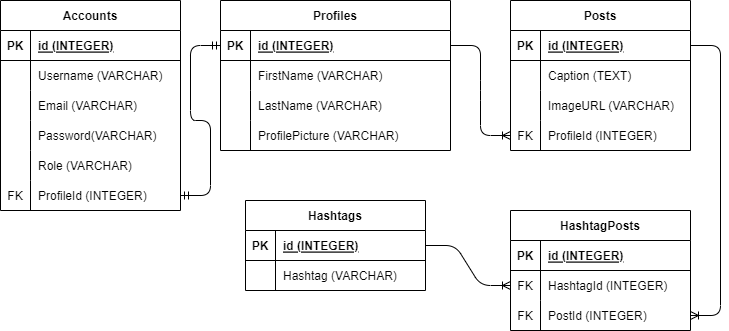 Accounts
PK id (INTEGER)
Username (VARCHAR)
Email (VARCHAR)
Password(VARCHAR)
Role (VARCHAR)
FK ProfileId (INTEGER)
Profiles
PK id (INTEGER)
FirstName (VARCHAR)
LastName (VARCHAR)
ProfilePicture (VARCHAR)
Posts
PK id (INTEGER)
Caption (TEXT)
ImageURL (VARCHAR)
FK ProfileId (INTEGER)
Hashtags
PK id (INTEGER)
Hashtag (VARCHAR)
HashtagPosts
PK id (INTEGER)
FK HashtagId (INTEGER)
FK PostId (INTEGER)